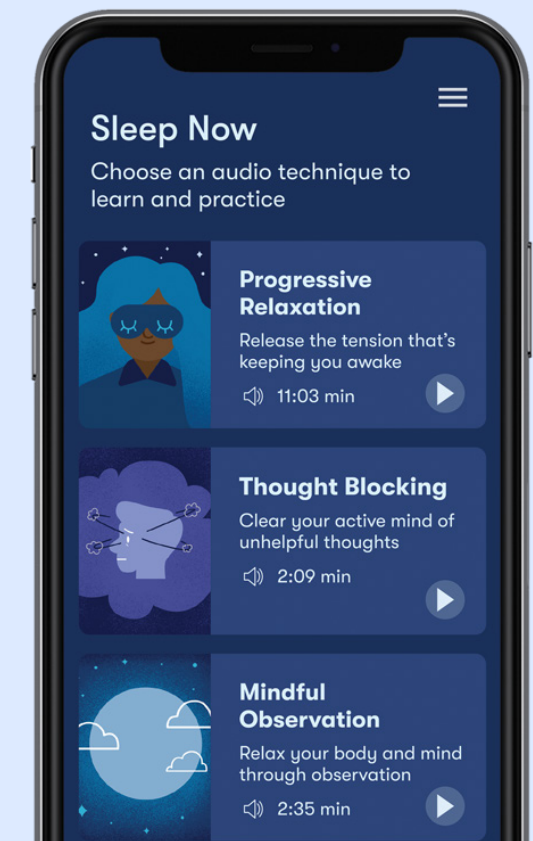 Sleep Now
Choose an audio technique to
learn and practice
Progressive
Relaxation
Release the tension that's
keeping you awake
11:03 min
Thought Blocking
Clear your active mind of
unhelpful thoughts
2:09 min
Mindful
Observation
Relax your body and mind
through observation
2:35 min